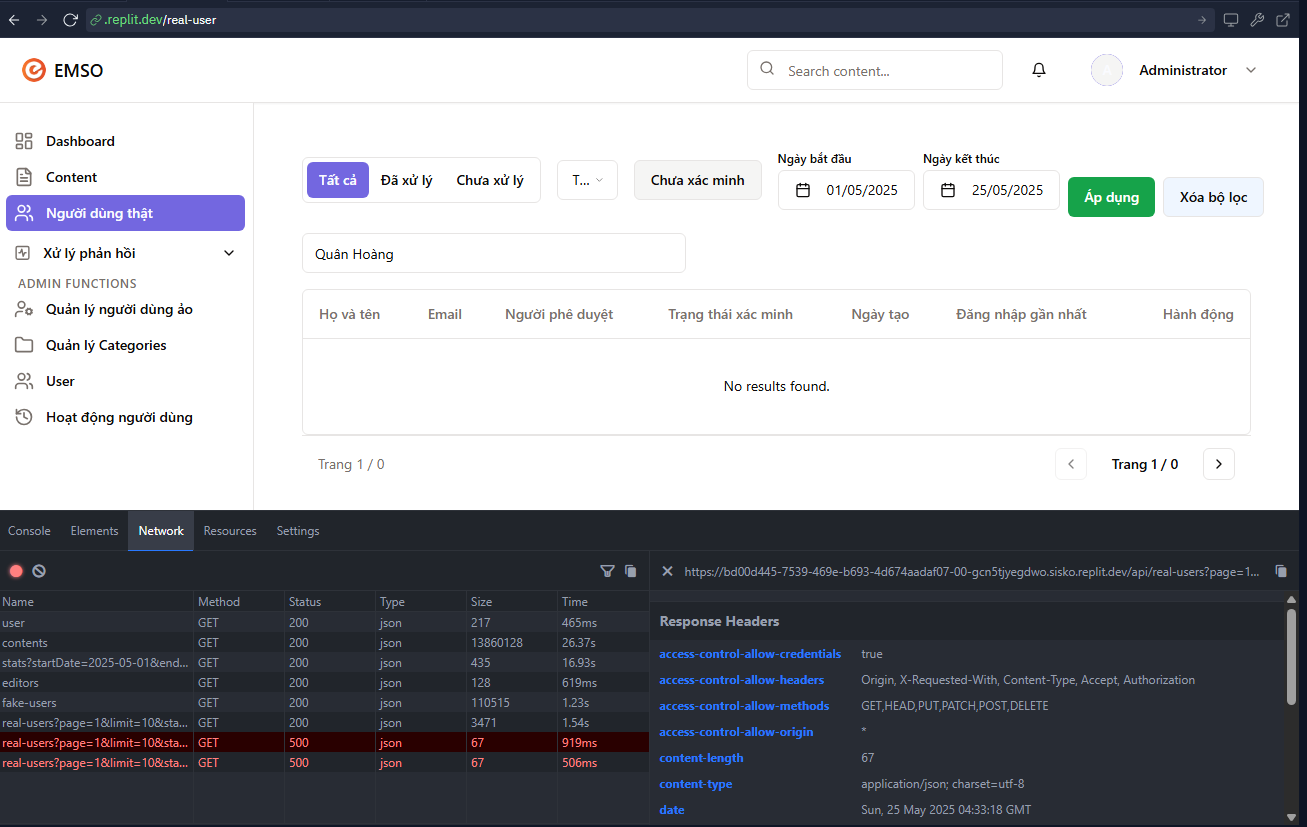 .replit.dev/real-user
EMSO
Search content...
Administrator
Dashboard
Content
Người dùng thật
Xử lý phản hồi
ADMIN FUNCTIONS
Quản lý người dùng ảo
Quản lý Categories
User
Hoạt động người dùng
Tất cả Đã xử lý Chưa xử lý T... Chưa xác minh
Ngày bắt đầu Ngày kết thúc
01/05/2025 25/05/2025 Áp dụng Xóa bộ lọc
Quân Hoàng
Họ và tên Email Người phê duyệt Trạng thái xác minh Ngày tạo Đăng nhập gần nhất Hành động
No results found.
Trang 1 / 0 Trang 1 / 0
Console Elements Network Resources Settings
Name Method Status Type Size Time
user GET 200 json 217 465ms
contents GET 200 json 13860128 26.37s
stats?startDate=2025-05-01&end... GET 200 json 435 16.93s
editors GET 200 json 128 619ms
fake-users GET 200 json 110515 1.23s
real-users?page=1&limit=10&sta... GET 200 json 3471 1.54s
real-users?page=1&limit=10&sta... GET 500 json 67 919ms
real-users?page=1&limit=10&sta... GET 500 json 67 506ms
https://bd00d445-7539-469e-b693-4d674aadaf07-00-gcn5tjyegdwo.sisko.replit.dev/api/real-users?page=1...
Response Headers
access-control-allow-credentials true
access-control-allow-headers Origin, X-Requested-With, Content-Type, Accept, Authorization
access-control-allow-methods GET,HEAD,PUT,PATCH,POST,DELETE
access-control-allow-origin *
content-length 67
content-type application/json; charset=utf-8
date Sun, 25 May 2025 04:33:18 GMT